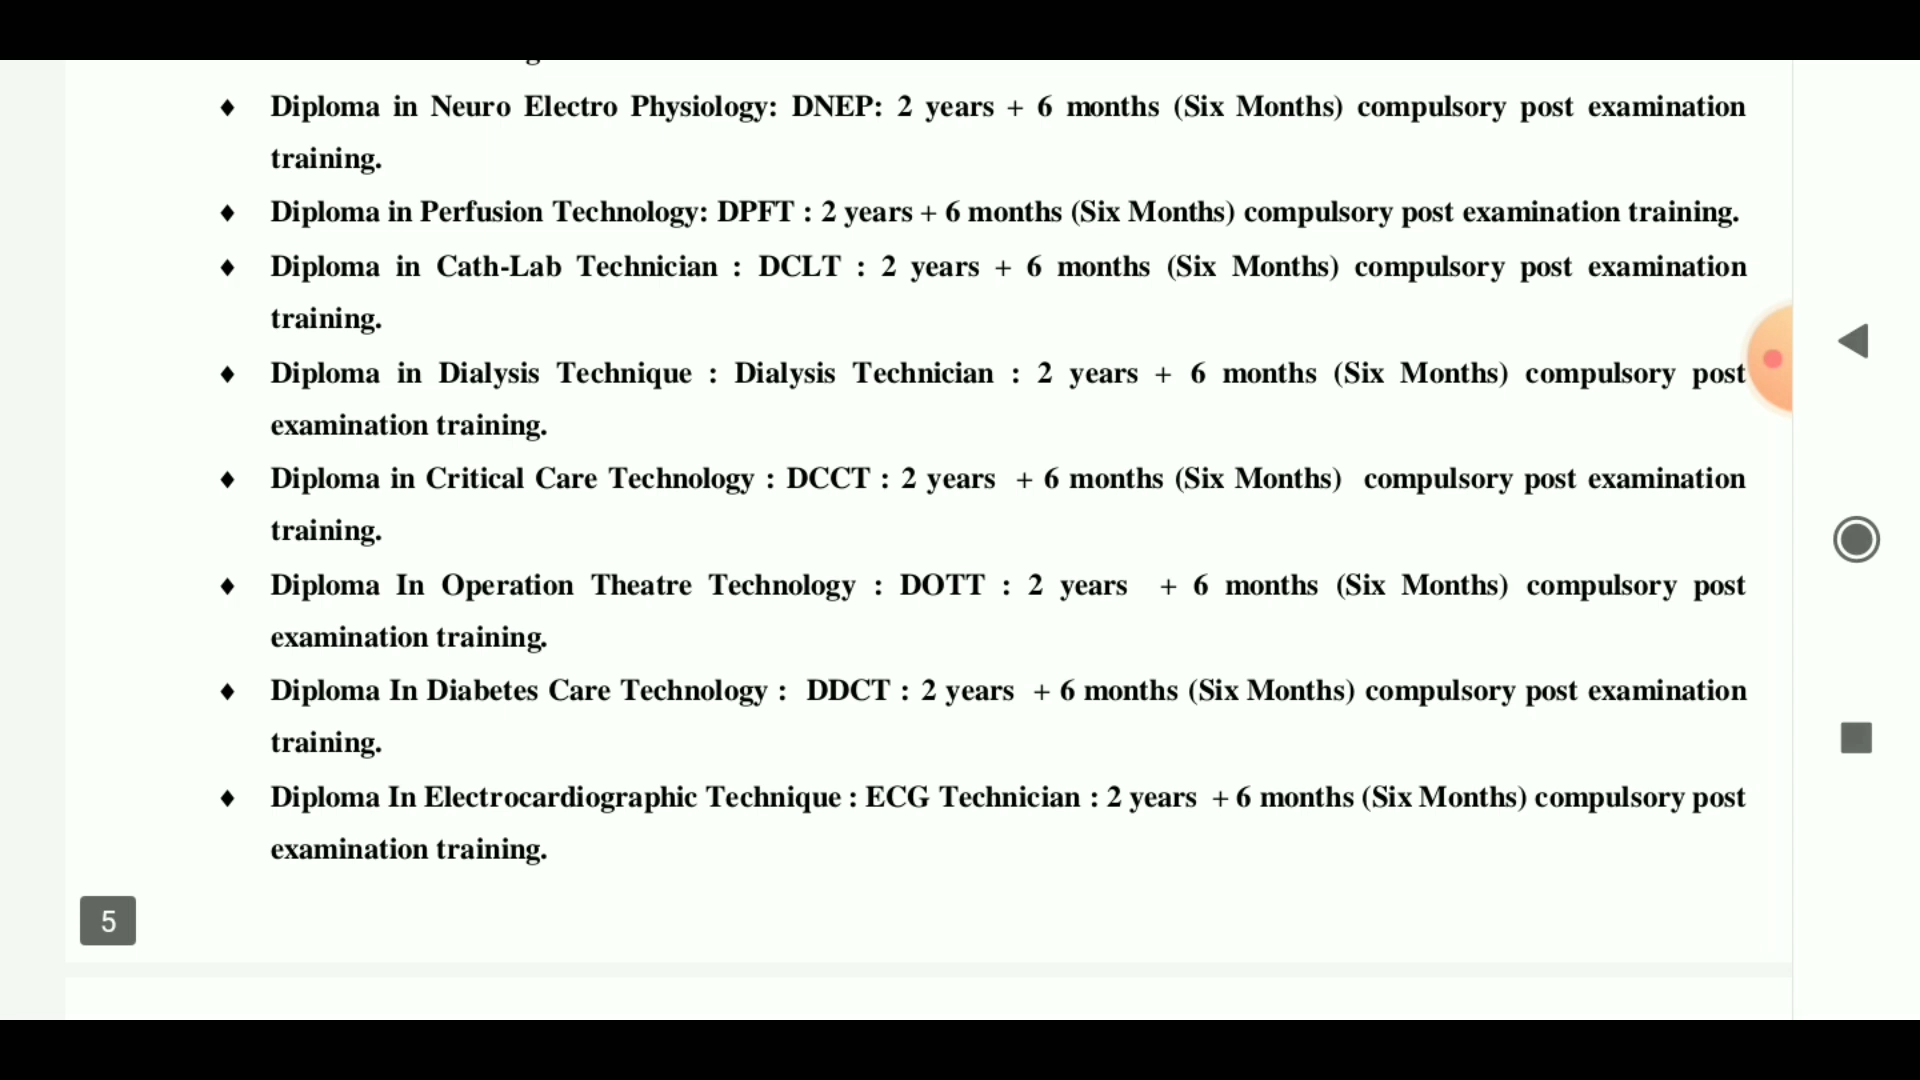 ♦ Diploma in Neuro Electro Physiology: DNEP: 2 years + 6 months (Six Months) compulsory post examination
training.
♦ Diploma in Perfusion Technology: DPFT : 2 years + 6 months (Six Months) compulsory post examination training.
♦ Diploma in Cath-Lab Technician : DCLT : 2 years + 6 months (Six Months) compulsory post examination
training.
♦ Diploma in Dialysis Technique : Dialysis Technician : 2 years + 6 months (Six Months) compulsory post
examination training.
♦ Diploma in Critical Care Technology : DCCT : 2 years + 6 months (Six Months) compulsory post examination
training.
♦ Diploma In Operation Theatre Technology : DOTT : 2 years + 6 months (Six Months) compulsory post
examination training.
♦ Diploma In Diabetes Care Technology : DDCT : 2 years + 6 months (Six Months) compulsory post examination
training.
♦ Diploma In Electrocardiographic Technique : ECG Technician : 2 years + 6 months (Six Months) compulsory post
examination training.
5